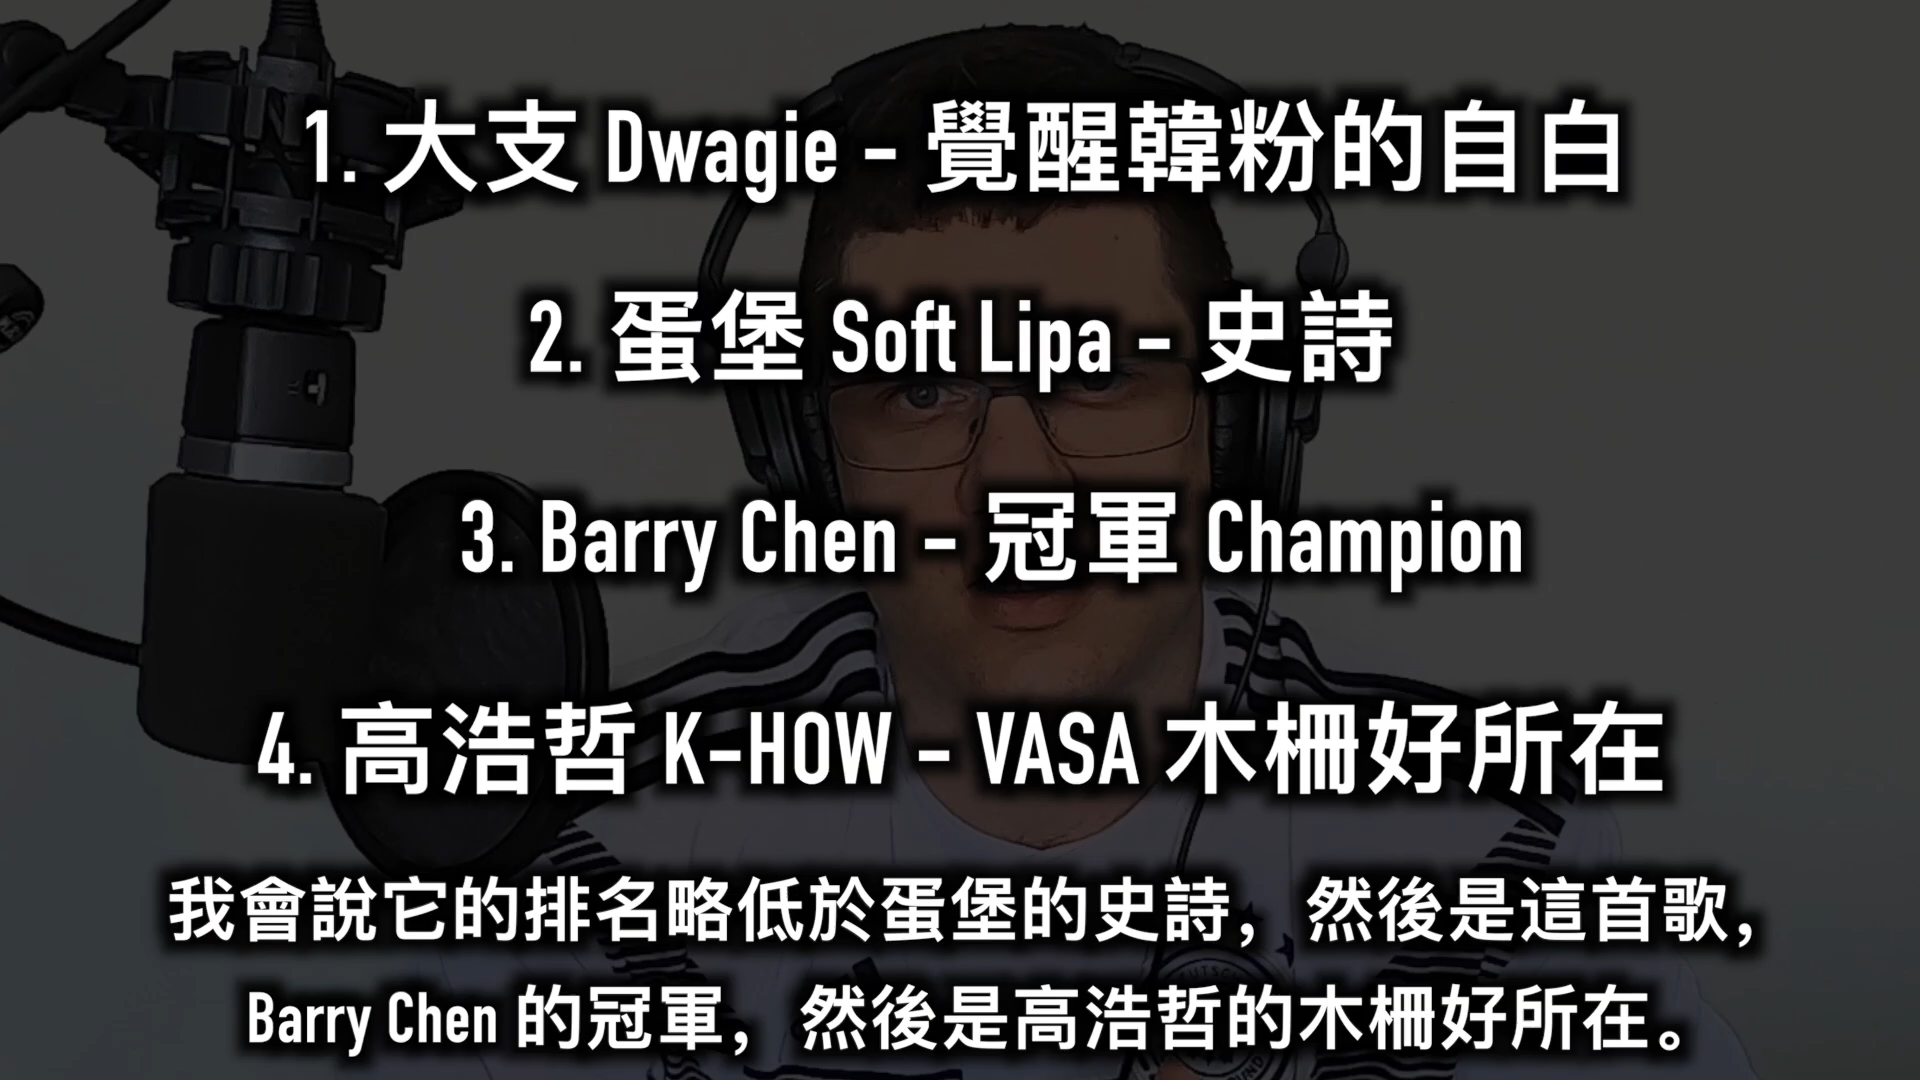 1. 大支 Dwagie - 覺醒韓粉的自白
2. 蛋堡 Soft Lipa - 史詩
3. Barry Chen - 冠軍 Champion
4. 高浩哲 K-HOW - VASA 木柵好所在
我會說它的排名略低於蛋堡的史詩，然後是這首歌，
Barry Chen 的冠軍，然後是高浩哲的木柵好所在。